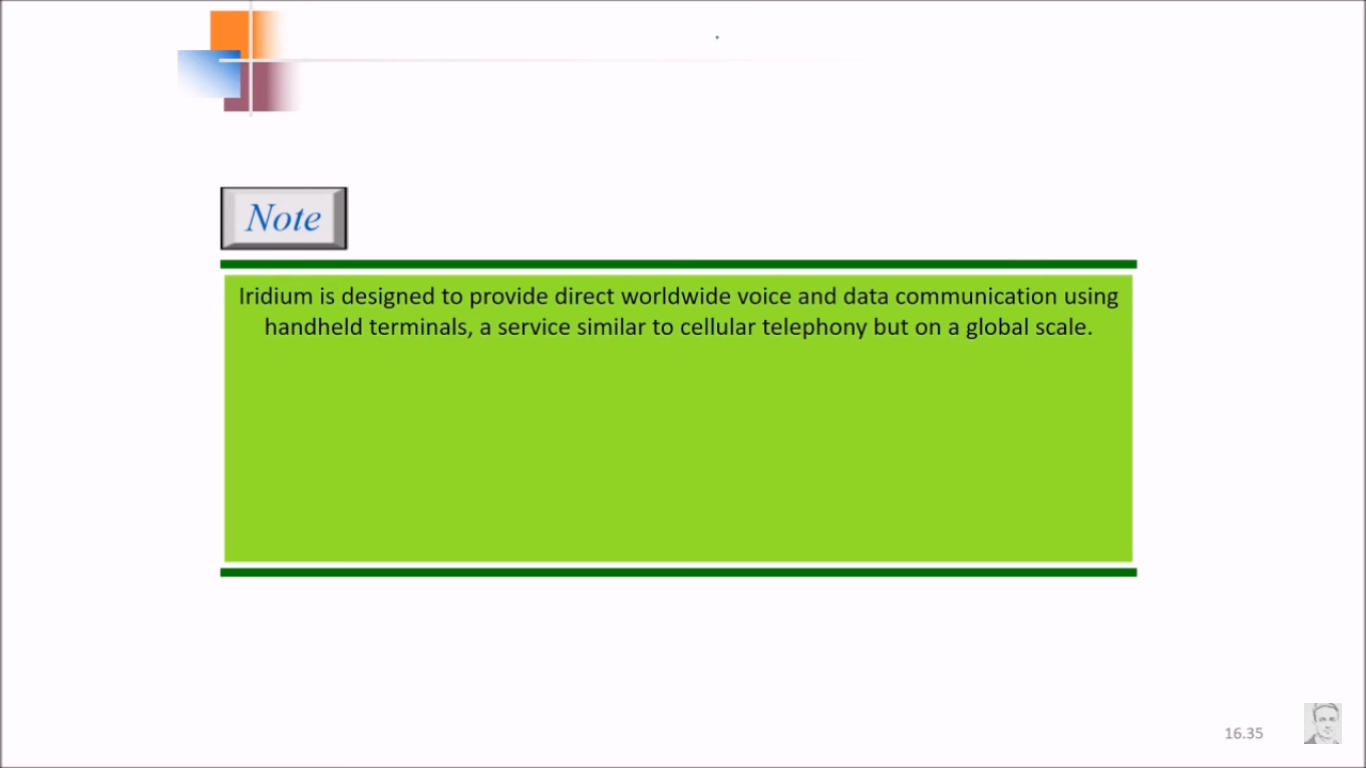 Note
Iridium is designed to provide direct worldwide voice and data communication using
handheld terminals, a service similar to cellular telephony but on a global scale.
16.35